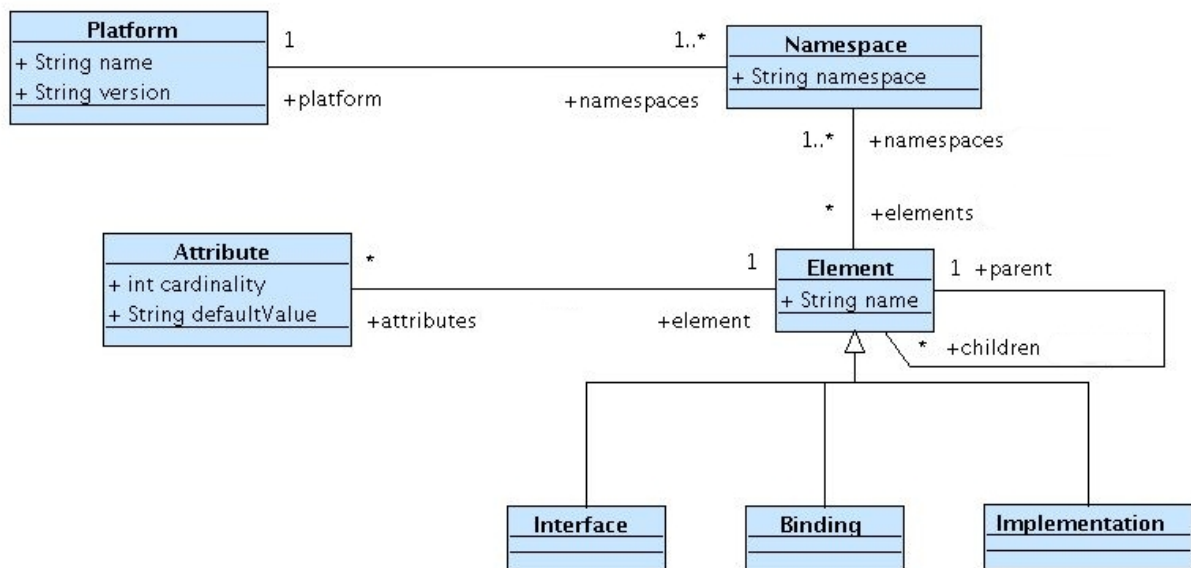 Platform
+ String name
+ String version
1
1..*
+platform
+namespaces
Namespace
+ String namespace
1..*
+namespaces
*
+elements
Attribute
+ int cardinality
+ String defaultValue
*
1
+attributes
+element
Element
+ String name
1 +parent
* +children
Interface
Binding
Implementation